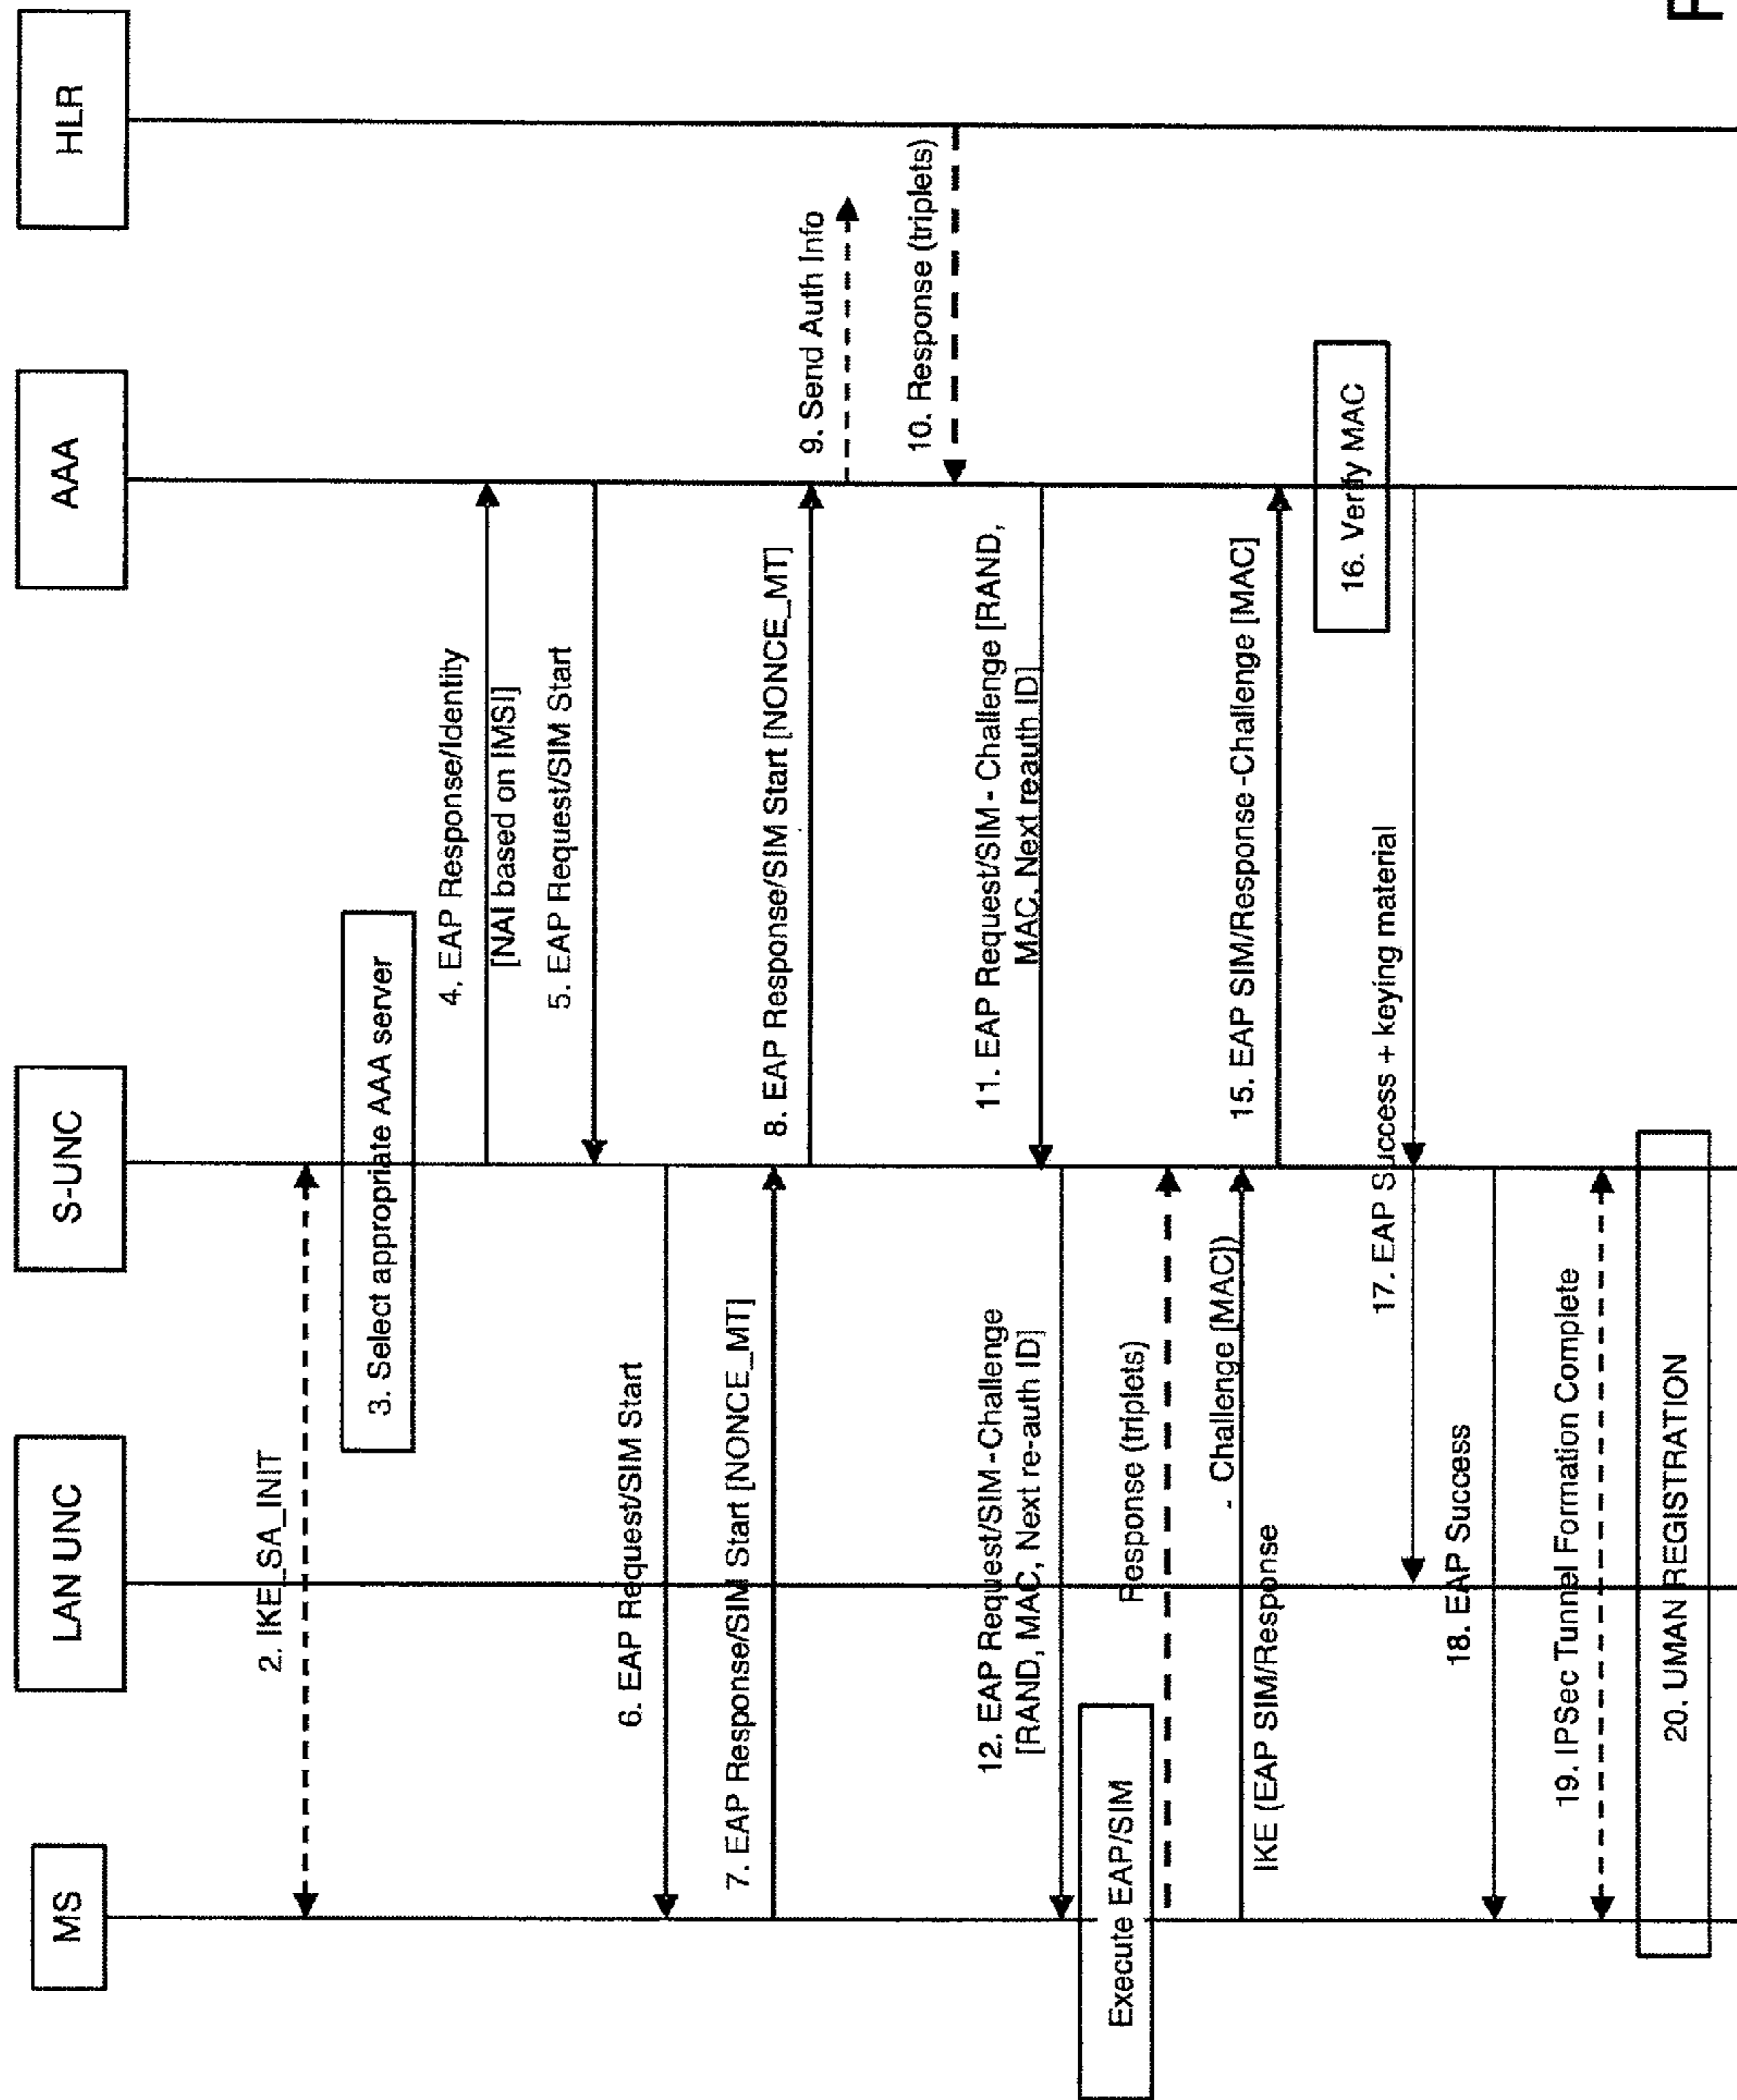 MS
LAN UNC
S-UNC
AAA
HLR
2. IKE_SA_INIT
3. Select appropriate AAA server
4. EAP Response/Identity
[NAI based on IMSI]
5. EAP Request/SIM Start
6. EAP Request/SIM Start
7. EAP Response/SIM Start [NONCE_MT]
8. EAP Response/SIM Start [NONCE_MT]
9. Send Auth Info
10. Response (triplets)
11. EAP Request/SIM - Challenge [RAND,
MAC, Next reauth ID]
12. EAP Request/SIM -Challenge
[RAND, MAC, Next re-auth ID]
Execute EAP/SIM
Response (triplets)
- Challenge [MAC])
IKE (EAP SIM/Response
15. EAP SIM/Response -Challenge [MAC]
16. Verify MAC
17. EAP Success + keying material
18. EAP Success
19. IPSec Tunnel Formation Complete
20. UMAN REGISTRATION